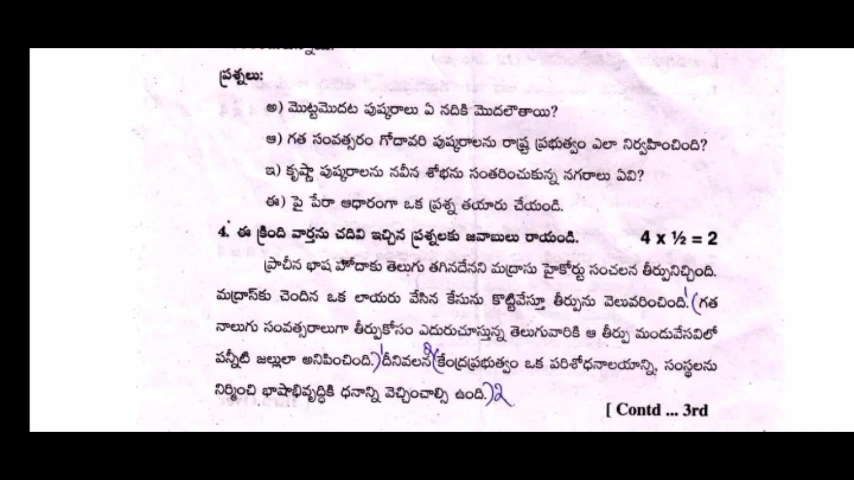 ప్రశ్నలు:
అ) మొట్టమొదట పుష్కరాలు ఏ నదికి మొదలౌతాయి?
ఆ) గత సంవత్సరం గోదావరి పుష్కరాలను రాష్ట్ర ప్రభుత్వం ఎలా నిర్వహించింది?
ఇ) కృష్ణా పుష్కరాలను నవీన శోభను సంతరించుకున్న నగరాలు ఏవి?
ఈ) పై పేరా ఆధారంగా ఒక ప్రశ్న తయారు చేయండి.
4. ఈ క్రింది వార్తను చదివి ఇచ్చిన ప్రశ్నలకు జవాబులు రాయండి. 4 x ½ = 2
ప్రాచీన భాష హోదాకు తెలుగు తగినదేనని మద్రాసు హైకోర్టు సంచలన తీర్పునిచ్చింది.
మద్రాస్‌కు చెందిన ఒక లాయరు వేసిన కేసును కొట్టివేస్తూ తీర్పును వెలువరించింది. (గత
నాలుగు సంవత్సరాలుగా తీర్పుకోసం ఎదురుచూస్తున్న తెలుగువారికి ఆ తీర్పు మండువేసవిలో
పన్నీటి జల్లులా అనిపించింది.) దీనివలన (కేంద్రప్రభుత్వం ఒక పరిశోధనాలయాన్ని, సంస్థలను
నిర్మించి భాషాభివృద్ధికి ధనాన్ని వెచ్చించాల్సి ఉంది.) 2
[ Contd ... 3rd